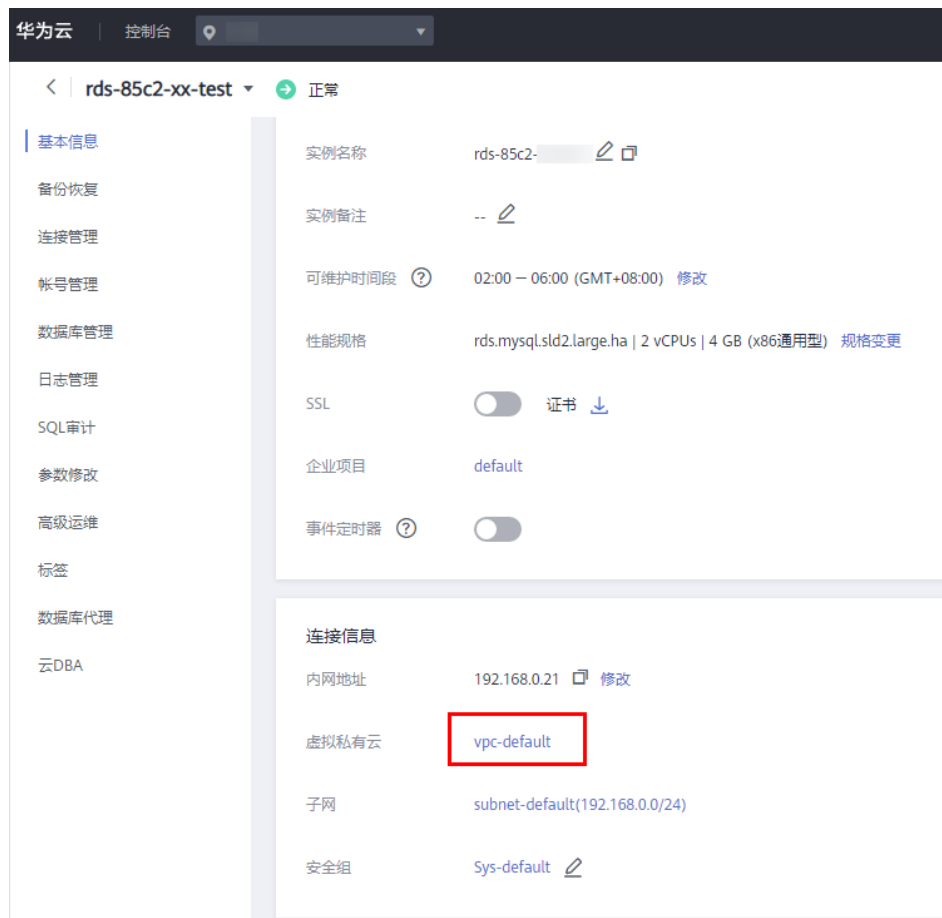 华为云 控制台
rds-85c2-xx-test 正常
基本信息
备份恢复
连接管理
帐号管理
数据库管理
日志管理
SQL审计
参数修改
高级运维
标签
数据库代理
云DBA
实例名称 rds-85c2-
实例备注 --
可维护时间段 ? 02:00 — 06:00 (GMT+08:00) 修改
性能规格 rds.mysql.sld2.large.ha | 2 vCPUs | 4 GB (x86通用型) 规格变更
SSL 证书
企业项目 default
事件定时器 ?
连接信息
内网地址 192.168.0.21 修改
虚拟私有云 vpc-default
子网 subnet-default(192.168.0.0/24)
安全组 Sys-default